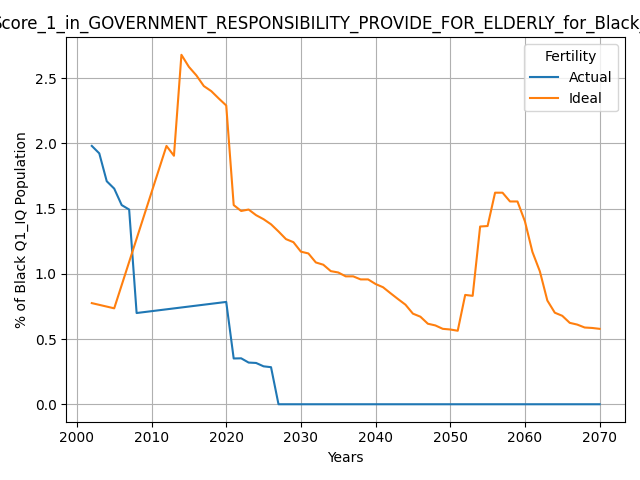 Score_1_in_GOVERNMENT_RESPONSIBILITY_PROVIDE_FOR_ELDERLY_for_Black_
Fertility
Actual
Ideal
% of Black Q1_IQ Population
2.5
2.0
1.5
1.0
0.5
0.0
2000 2010 2020 2030 2040 2050 2060 2070
Years